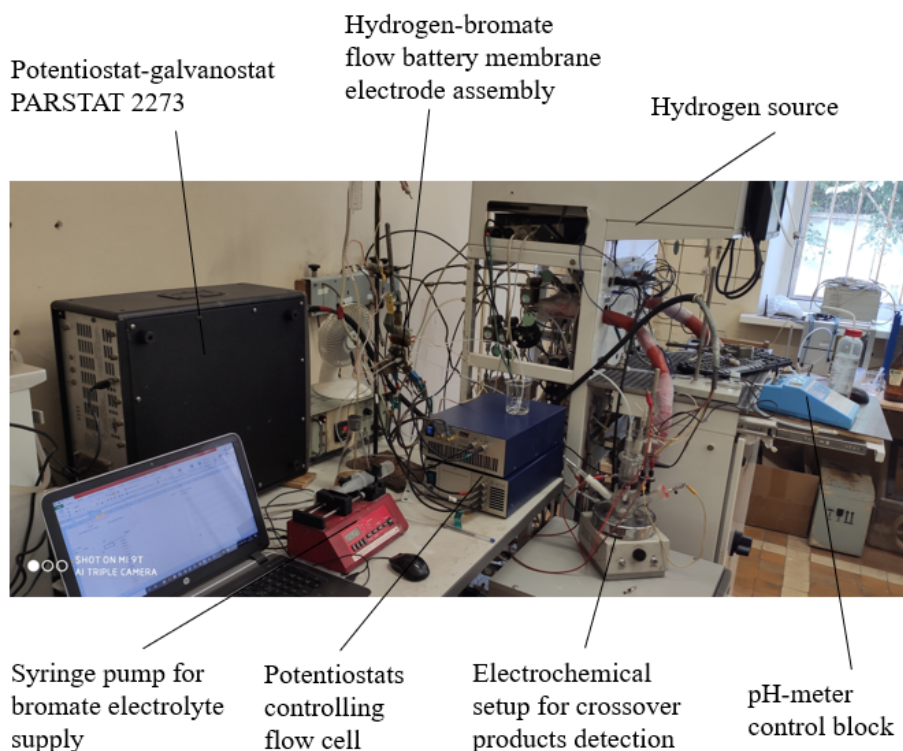 Hydrogen-bromate
flow battery membrane
electrode assembly
Potentiostat-galvanostat
PARSTAT 2273
Hydrogen source
SHOT ON MI 9T
AI TRIPLE CAMERA
Syringe pump for
bromate electrolyte
supply
Potentiostats
controlling
flow cell
Electrochemical
setup for crossover
products detection
pH-meter
control block